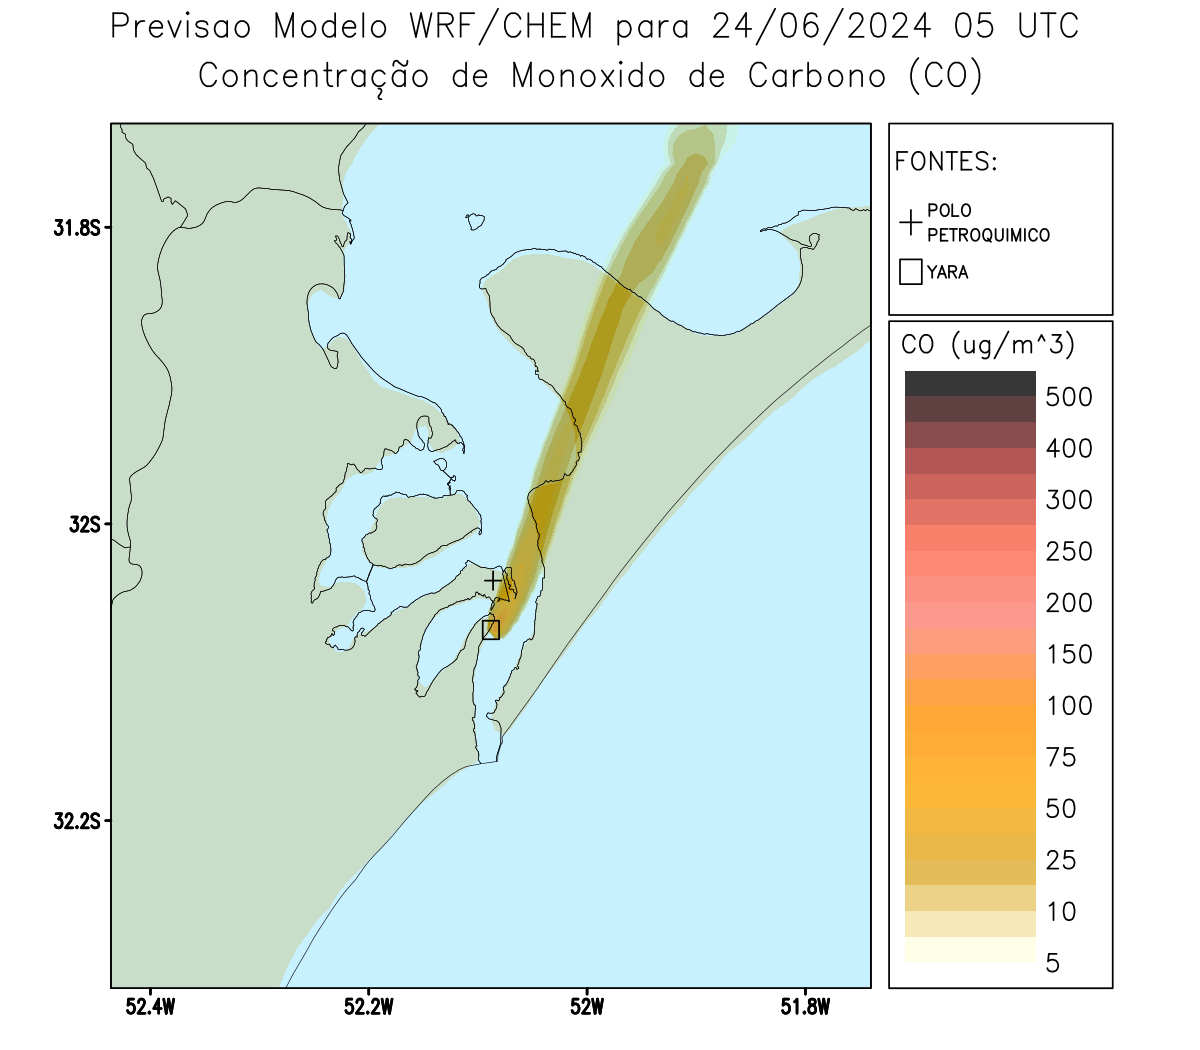 Previsao Modelo WRF/CHEM para 24/06/2024 05 UTC
Concentração de Monoxido de Carbono (CO)
FONTES:
POLO
PETROQUIMICO
YARA
CO (ug/m^3)
500
400
300
250
200
150
100
75
50
25
10
5
31.8S
32S
32.2S
52.4W
52.2W
52W
51.8W